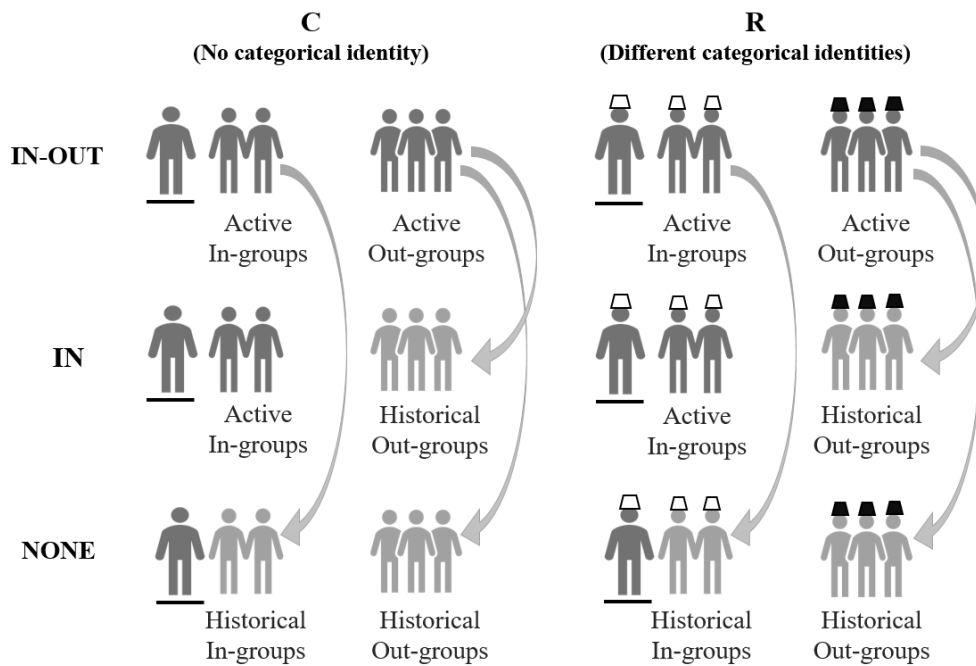 C
(No categorical identity)
R
(Different categorical identities)
IN-OUT
Active
In-groups
Active
Out-groups
Active
In-groups
Active
Out-groups
IN
Active
In-groups
Historical
Out-groups
Active
In-groups
Historical
Out-groups
NONE
Historical
In-groups
Historical
Out-groups
Historical
In-groups
Historical
Out-groups